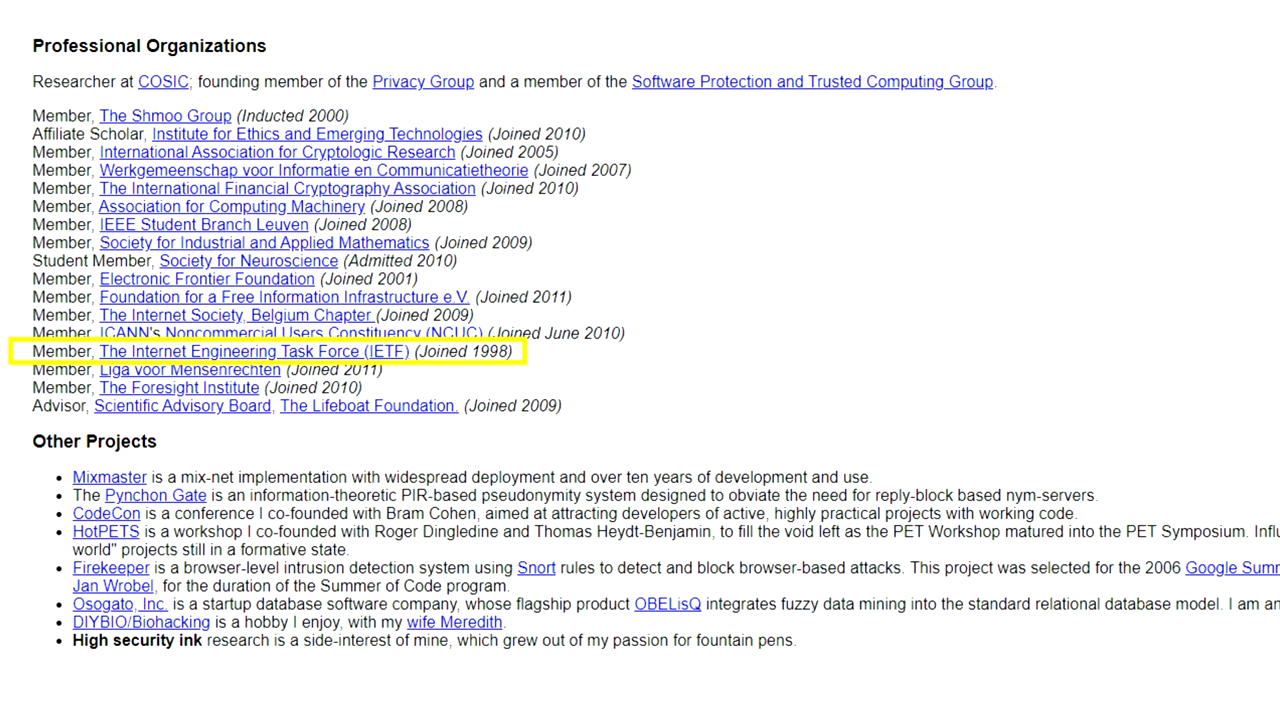 Professional Organizations
Researcher at COSIC; founding member of the Privacy Group and a member of the Software Protection and Trusted Computing Group.
Member, The Shmoo Group (Inducted 2000)
Affiliate Scholar, Institute for Ethics and Emerging Technologies (Joined 2010)
Member, International Association for Cryptologic Research (Joined 2005)
Member, Werkgemeenschap voor Informatie en Communicatietheorie (Joined 2007)
Member, The International Financial Cryptography Association (Joined 2010)
Member, Association for Computing Machinery (Joined 2008)
Member, IEEE Student Branch Leuven (Joined 2008)
Member, Society for Industrial and Applied Mathematics (Joined 2009)
Student Member, Society for Neuroscience (Admitted 2010)
Member, Electronic Frontier Foundation (Joined 2001)
Member, Foundation for a Free Information Infrastructure e.V. (Joined 2011)
Member, The Internet Society, Belgium Chapter (Joined 2009)
Member, ICANN's Noncommercial Users Constituency (NCUC) (Joined June 2010)
Member, The Internet Engineering Task Force (IETF) (Joined 1998)
Member, Liga voor Mensenrechten (Joined 2011)
Member, The Foresight Institute (Joined 2010)
Advisor, Scientific Advisory Board, The Lifeboat Foundation. (Joined 2009)
Other Projects
• Mixmaster is a mix-net implementation with widespread deployment and over ten years of development and use.
• The Pynchon Gate is an information-theoretic PIR-based pseudonymity system designed to obviate the need for reply-block based nym-servers.
• CodeCon is a conference I co-founded with Bram Cohen, aimed at attracting developers of active, highly practical projects with working code.
• HotPETS is a workshop I co-founded with Roger Dingledine and Thomas Heydt-Benjamin, to fill the void left as the PET Workshop matured into the PET Symposium. Influ
world" projects still in a formative state.
• Firekeeper is a browser-level intrusion detection system using Snort rules to detect and block browser-based attacks. This project was selected for the 2006 Google Summ
Jan Wrobel, for the duration of the Summer of Code program.
• Osogato, Inc. is a startup database software company, whose flagship product OBELisQ integrates fuzzy data mining into the standard relational database model. I am an
• DIYBIO/Biohacking is a hobby I enjoy, with my wife Meredith.
• High security ink research is a side-interest of mine, which grew out of my passion for fountain pens.